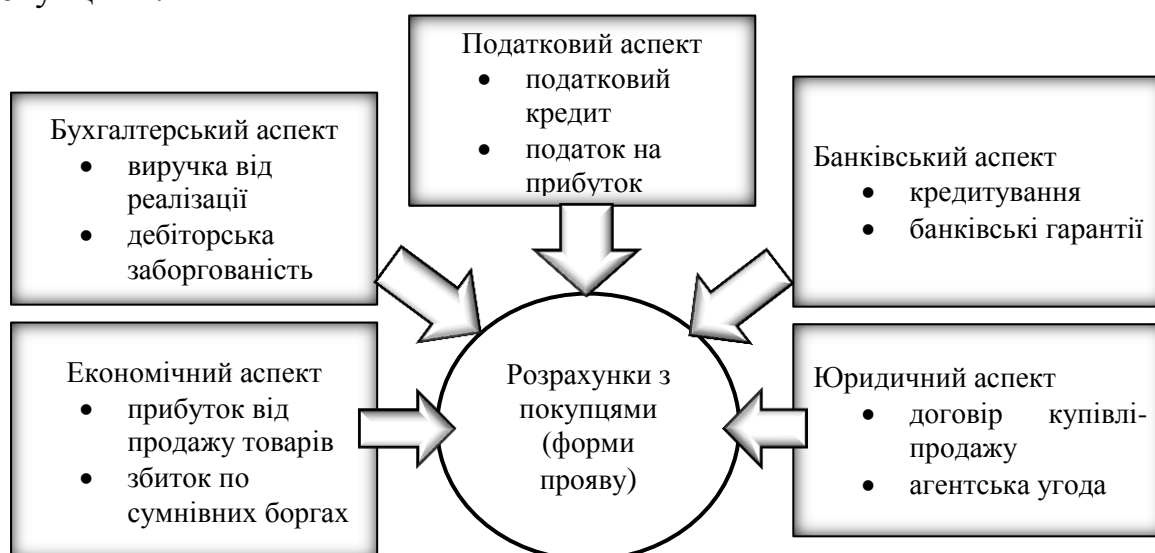 Податковий аспект
• податковий
кредит
• податок на
прибуток
Бухгалтерський аспект
• виручка від
реалізації
• дебіторська
заборгованість
Банківський аспект
• кредитування
• банківські гарантії
Економічний аспект
• прибуток від
продажу товарів
• збиток по
сумнівних боргах
Розрахунки з
покупцями
(форми
прояву)
Юридичний аспект
• договір купівлі-
продажу
• агентська угода